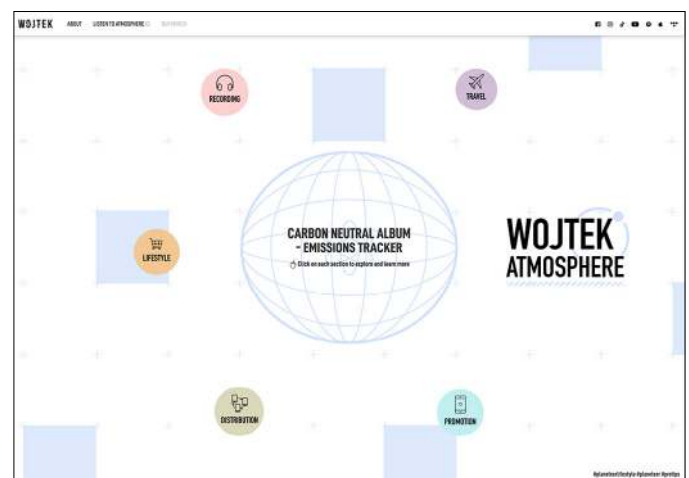 WOJTEK ABOUT LISTEN TO ATMOSPHERE
RECORDING
TRAVEL
CARBON NEUTRAL ALBUM
- EMISSIONS TRACKER
Click on each section to explore and learn more
WOJTEK
ATMOSPHERE
LIFESTYLE
DISTRIBUTION
PROMOTION